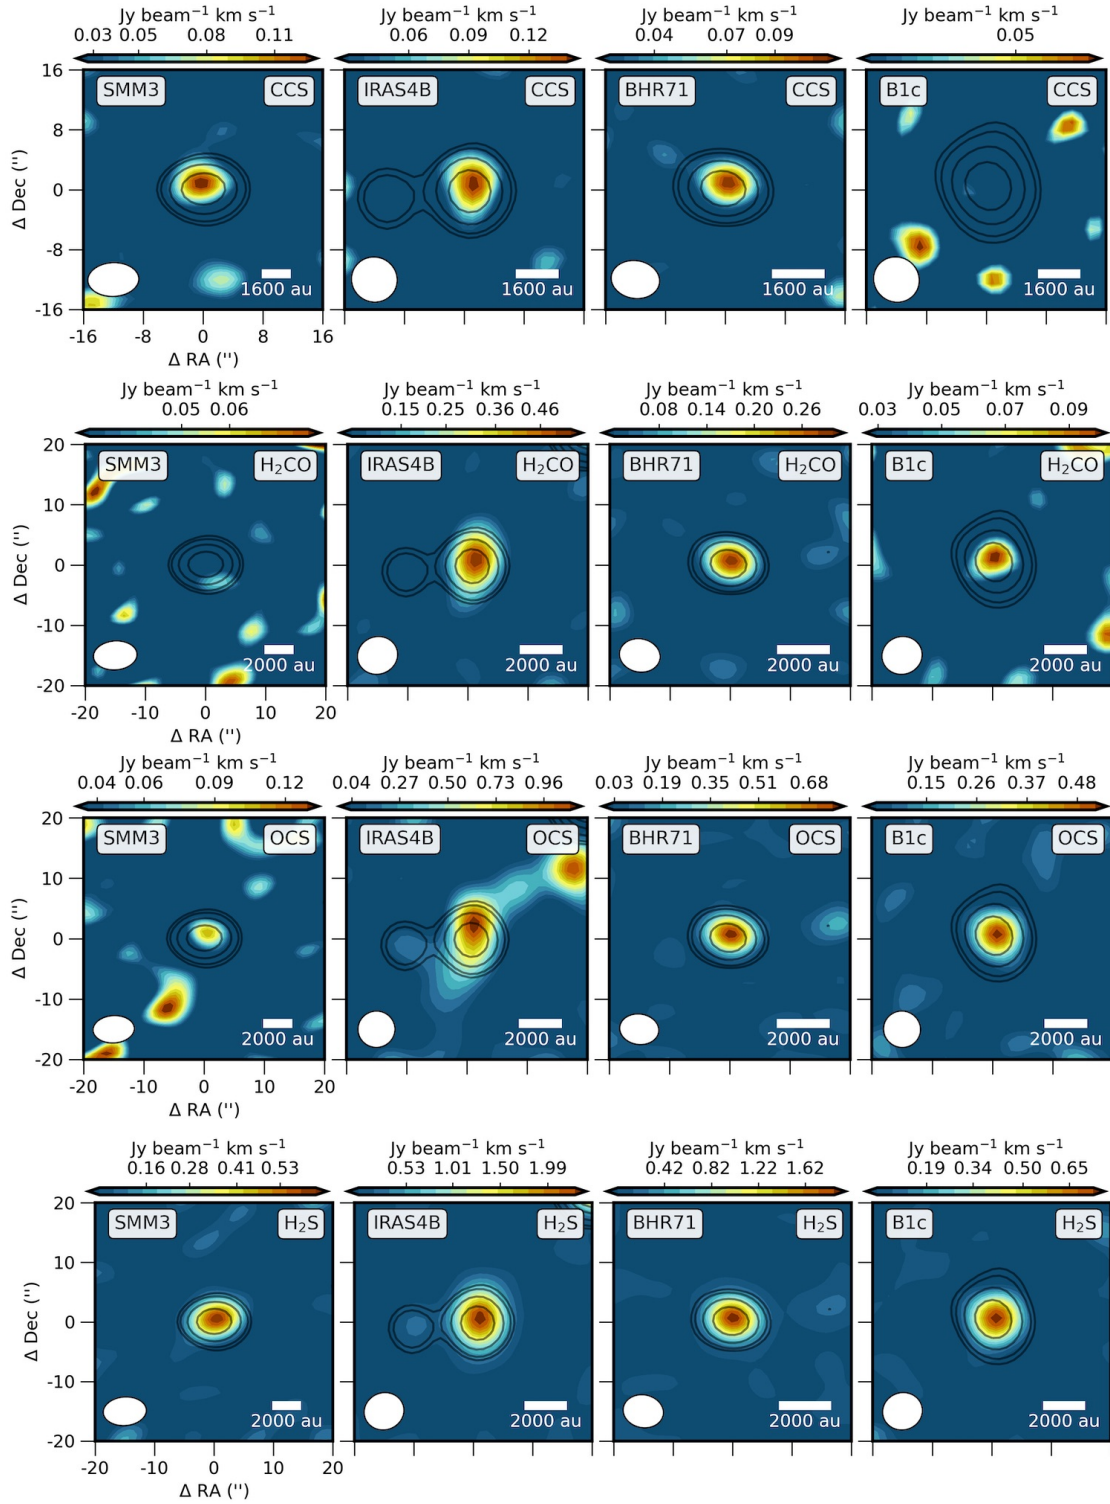 Jy beam⁻¹ km s⁻¹ Jy beam⁻¹ km s⁻¹ Jy beam⁻¹ km s⁻¹ Jy beam⁻¹ km s⁻¹
0.03 0.05 0.08 0.11 0.06 0.09 0.12 0.04 0.07 0.09 0.05
16
SMM3 CCS IRAS4B CCS BHR71 CCS B1c CCS
8
0
Δ Dec ('')
-8
1600 au 1600 au 1600 au 1600 au
-16
-16 -8 0 8 16
Δ RA ('')
Jy beam⁻¹ km s⁻¹ Jy beam⁻¹ km s⁻¹ Jy beam⁻¹ km s⁻¹ Jy beam⁻¹ km s⁻¹
0.05 0.06 0.15 0.25 0.36 0.46 0.08 0.14 0.20 0.26 0.03 0.05 0.07 0.09
20
SMM3 H₂CO IRAS4B H₂CO BHR71 H₂CO B1c H₂CO
10
0
Δ Dec ('')
-10
2000 au 2000 au 2000 au 2000 au
-20
-20 -10 0 10 20
Δ RA ('')
Jy beam⁻¹ km s⁻¹ Jy beam⁻¹ km s⁻¹ Jy beam⁻¹ km s⁻¹ Jy beam⁻¹ km s⁻¹
0.04 0.06 0.09 0.12 0.04 0.27 0.50 0.73 0.96 0.03 0.19 0.35 0.51 0.68 0.15 0.26 0.37 0.48
20
SMM3 OCS IRAS4B OCS BHR71 OCS B1c OCS
10
0
Δ Dec ('')
-10
2000 au 2000 au 2000 au 2000 au
-20
-20 -10 0 10 20
Δ RA ('')
Jy beam⁻¹ km s⁻¹ Jy beam⁻¹ km s⁻¹ Jy beam⁻¹ km s⁻¹ Jy beam⁻¹ km s⁻¹
0.16 0.28 0.41 0.53 0.53 1.01 1.50 1.99 0.42 0.82 1.22 1.62 0.19 0.34 0.50 0.65
20
SMM3 H₂S IRAS4B H₂S BHR71 H₂S B1c H₂S
10
0
Δ Dec ('')
-10
2000 au 2000 au 2000 au 2000 au
-20
-20 -10 0 10 20
Δ RA ('')